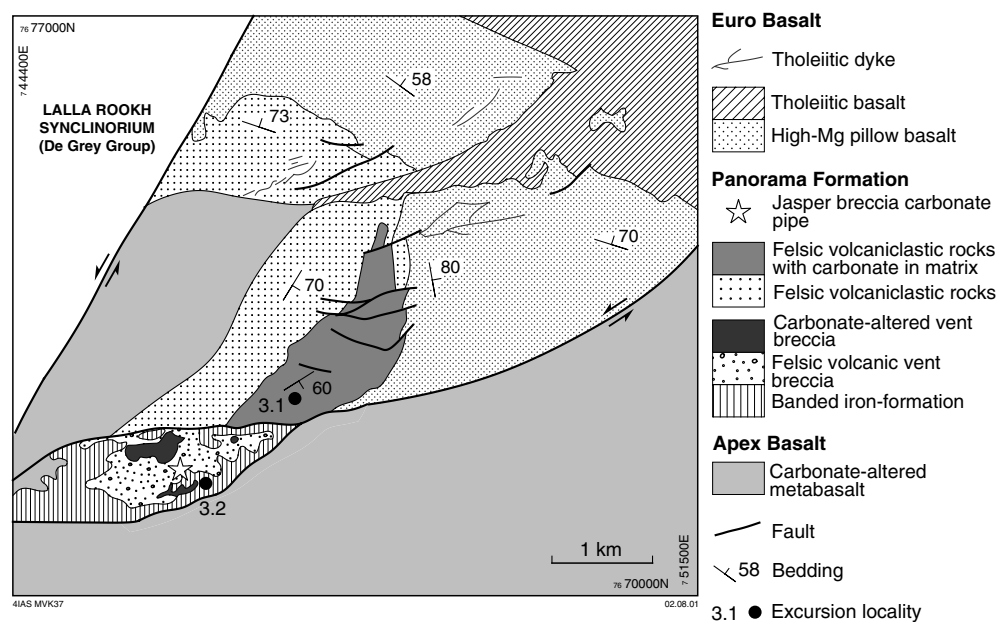 76 77000N
7 44400E
LALLA ROOKH
SYNCLINORIUM
(De Grey Group)
58
73
70
80
70
60
3.1
3.2
1 km
7 51500E
76 70000N
4IAS MVK37
02.08.01
Euro Basalt
Tholeiitic dyke
Tholeiitic basalt
High-Mg pillow basalt
Panorama Formation
Jasper breccia carbonate
pipe
Felsic volcaniclastic rocks
with carbonate in matrix
Felsic volcaniclastic rocks
Carbonate-altered vent
breccia
Felsic volcanic vent
breccia
Banded iron-formation
Apex Basalt
Carbonate-altered
metabasalt
Fault
58 Bedding
3.1 Excursion locality